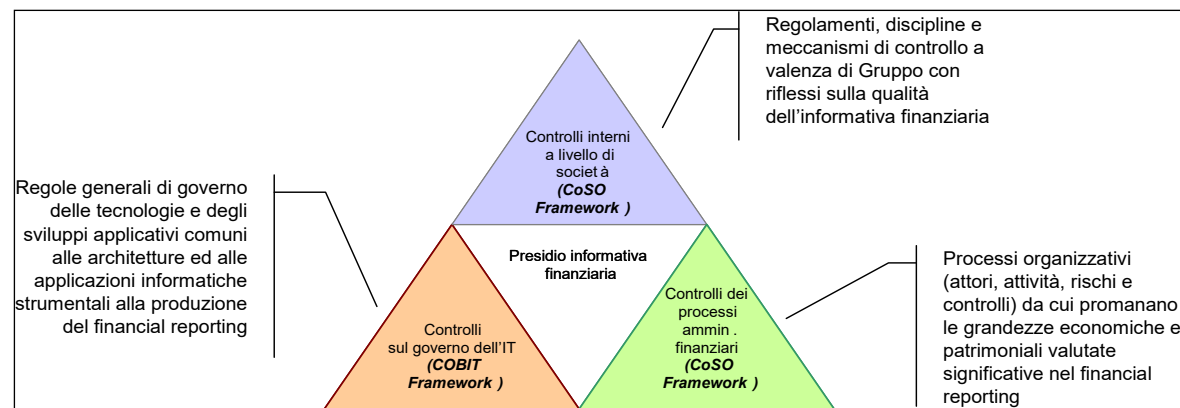 Regolamenti, discipline e
meccanismi di controllo a
valenza di Gruppo con
riflessi sulla qualità
dell'informativa finanziaria
Controlli interni
a livello di
societ à
(CoSO
Framework )
Regole generali di governo
delle tecnologie e degli
sviluppi applicativi comuni
alle architetture ed alle
applicazioni informatiche
strumentali alla produzione
del financial reporting
Presidio informativa
finanziaria
Controlli
sul governo dell'IT
(COBIT
Framework )
Controlli dei
processi
ammin .
finanziari
(CoSO
Framework )
Processi organizzativi
(attori, attività, rischi e
controlli) da cui promanano
le grandezze economiche e
patrimoniali valutate
significative nel financial
reporting